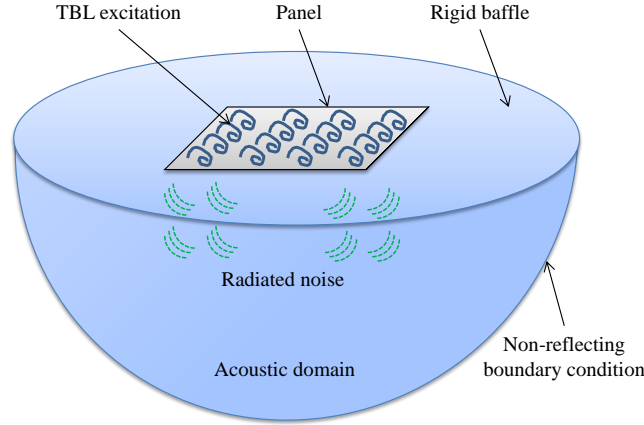 TBL excitation
Panel
Rigid baffle
Radiated noise
Acoustic domain
Non-reflecting
boundary condition